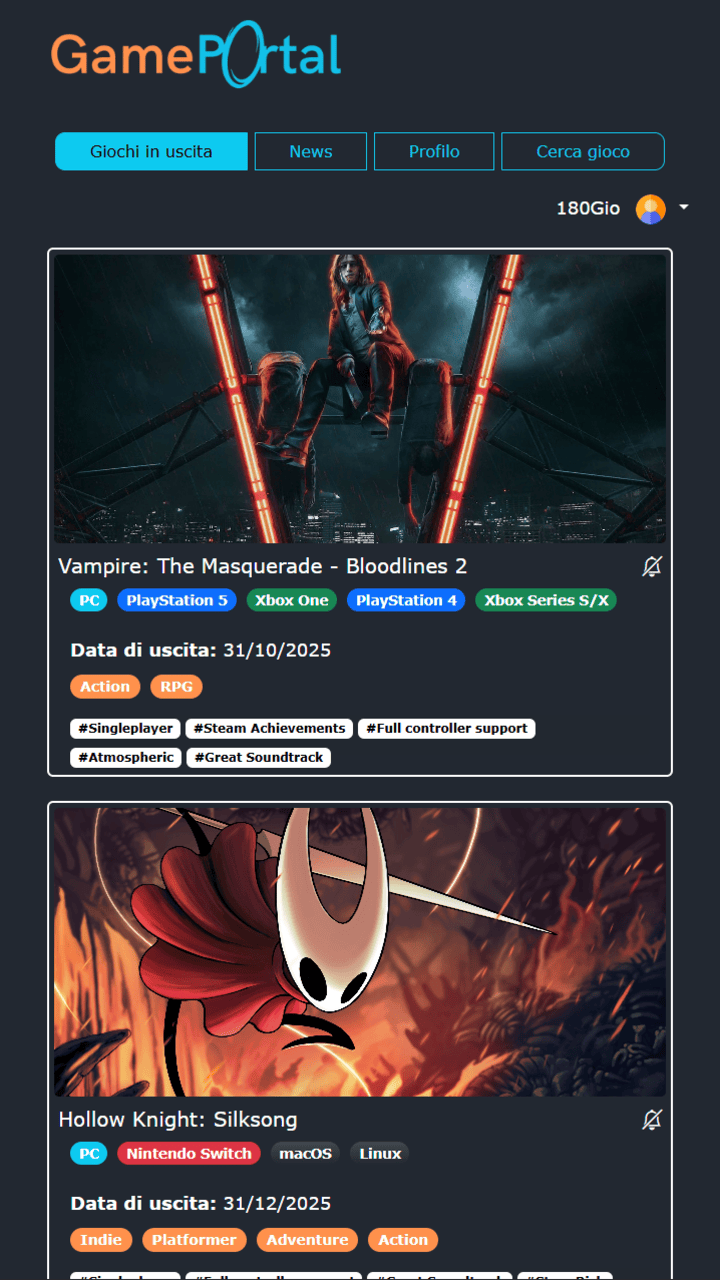 GamePortal
Giochi in uscita News Profilo Cerca gioco
180Gio
Vampire: The Masquerade - Bloodlines 2
PC PlayStation 5 Xbox One PlayStation 4 Xbox Series S/X
Data di uscita: 31/10/2025
Action RPG
#Singleplayer #Steam Achievements #Full controller support
#Atmospheric #Great Soundtrack
Hollow Knight: Silksong
PC Nintendo Switch macOS Linux
Data di uscita: 31/12/2025
Indie Platformer Adventure Action